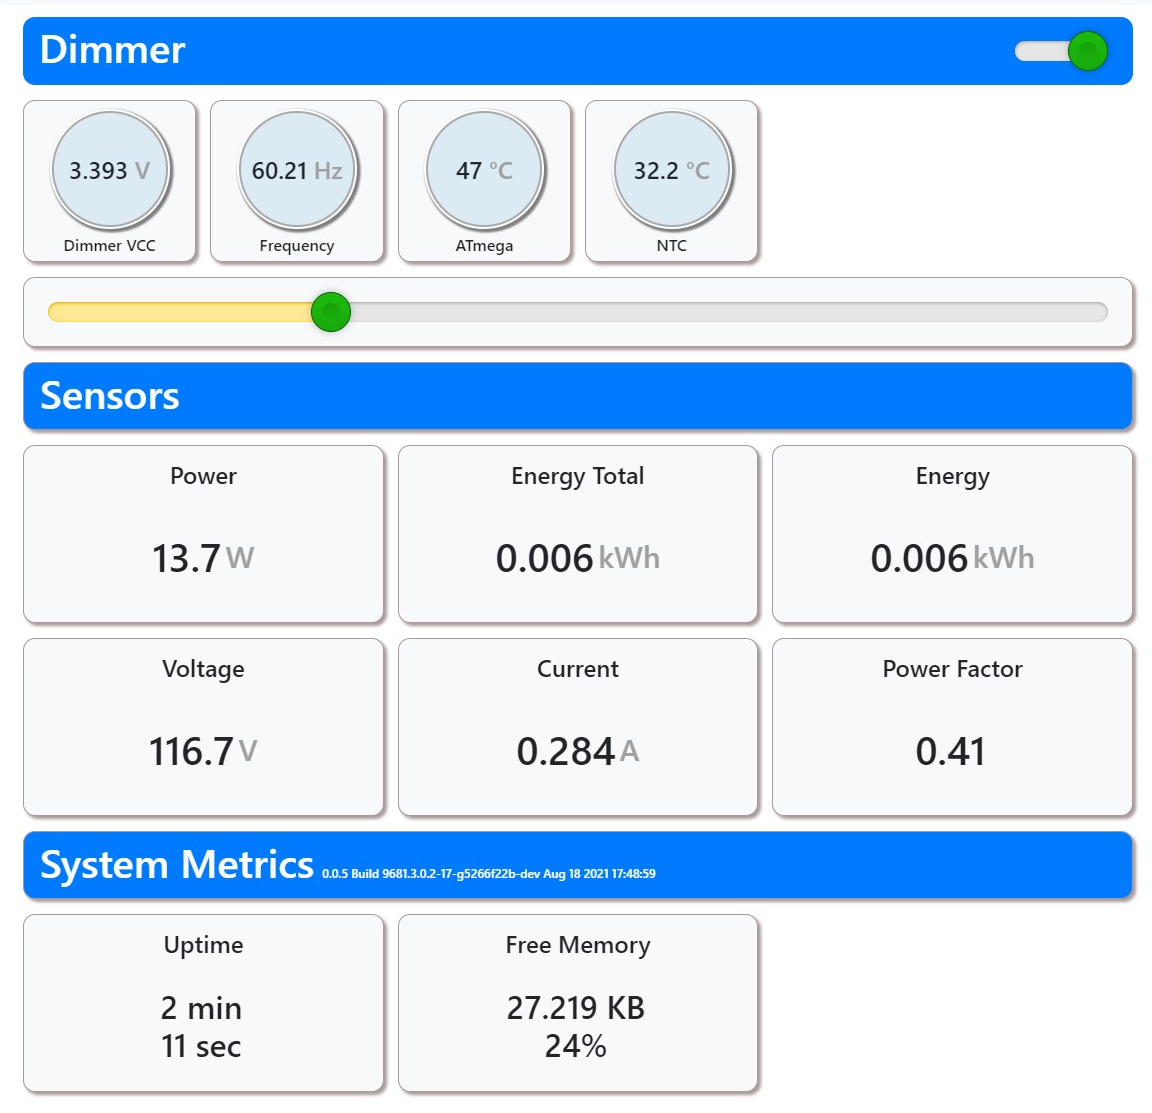 Dimmer
3.393 V
60.21 Hz
47 °C
32.2 °C
Dimmer VCC
Frequency
ATmega
NTC
Sensors
Power
Energy Total
Energy
13.7 W
0.006 kWh
0.006 kWh
Voltage
Current
Power Factor
116.7 V
0.284 A
0.41
System Metrics 0.0.5 Build 9681.3.0.2-17-g5266f22b-dev Aug 18 2021 17:48:59
Uptime
Free Memory
2 min
27.219 KB
11 sec
24%